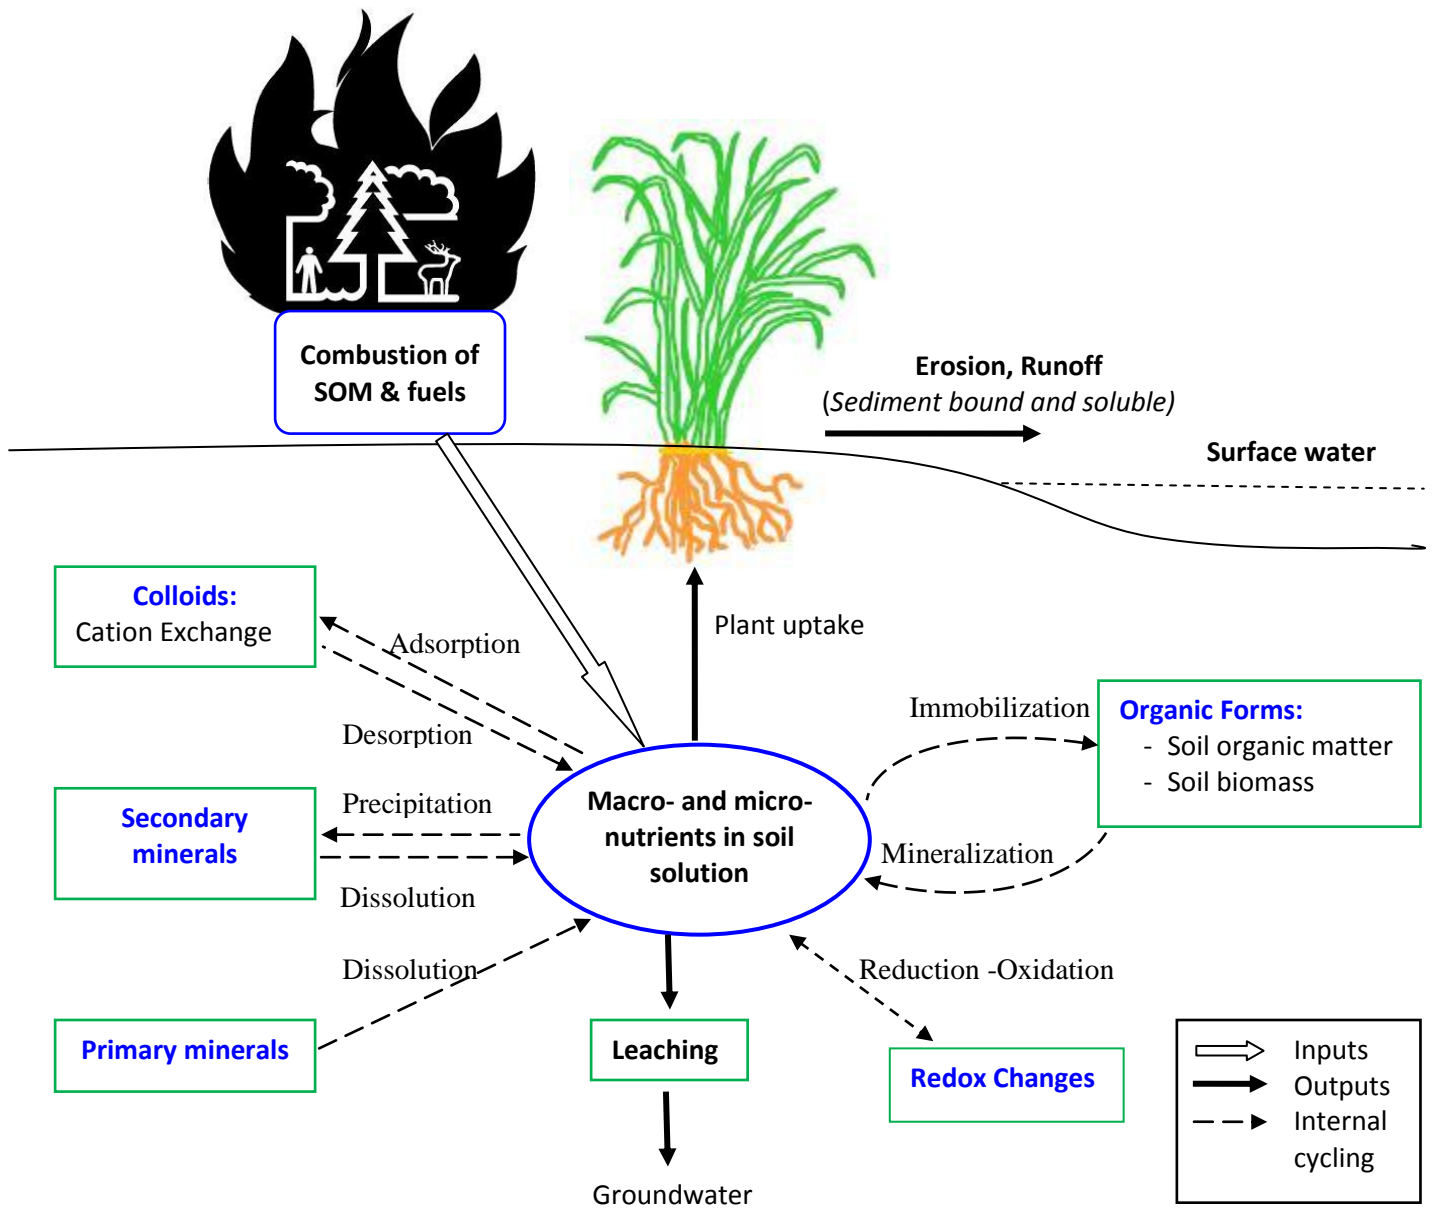 Combustion of
SOM & fuels
Erosion, Runoff
(Sediment bound and soluble)
Surface water
Colloids:
Cation Exchange
Adsorption
Desorption
Plant uptake
Immobilization
Organic Forms:
- Soil organic matter
- Soil biomass
Macro- and micro-
nutrients in soil
solution
Secondary
minerals
Precipitation
Dissolution
Mineralization
Dissolution
Reduction -Oxidation
Primary minerals
Leaching
Redox Changes
Groundwater
Inputs
Outputs
Internal
cycling